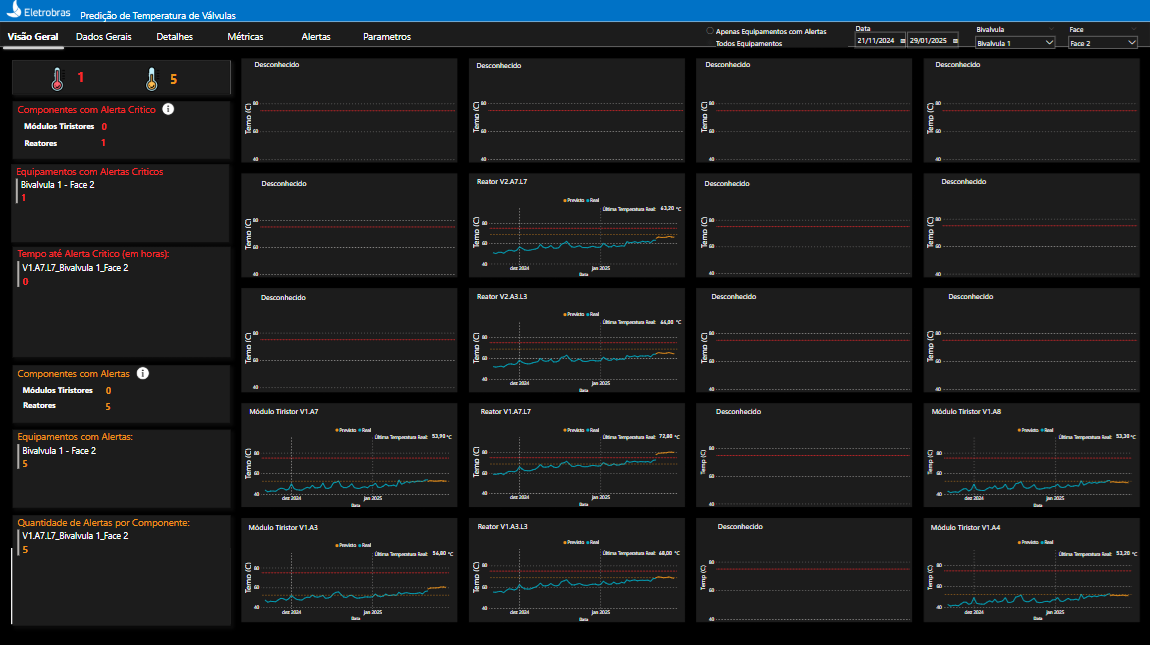 Eletrobras
Predição de Temperatura de Válvulas
Visão Geral
Dados Gerais
Detalhes
Métricas
Alertas
Parametros
Apenas Equipamentos com Alertas
Todos Equipamentos
Data
21/11/2024
29/01/2025
Bivalvula
Bivalvula 1
Face
Face 2
1
5
Componentes com Alerta Crítico
Módulos Tiristores 0
Reatores 1
Equipamentos com Alertas Críticos
Bivalvula 1 - Face 2
1
Tempo até Alerta Crítico (em horas):
V1.A7.L7_Bivalvula 1_Face 2
0
Componentes com Alertas
Módulos Tiristores 0
Reatores 5
Equipamentos com Alertas:
Bivalvula 1 - Face 2
5
Quantidade de Alertas por Componente:
V1.A7.L7_Bivalvula 1_Face 2
5
Desconhecido
Temp (C)
80
60
40
Desconhecido
Temp (C)
80
60
40
Desconhecido
Temp (C)
80
60
40
Desconhecido
Temp (C)
80
60
40
Desconhecido
Temp (C)
80
60
40
Reator V2.A7.L7
Previsto Real
Última Temperatura Real: 63,20 °C
Temp (C)
80
60
40
dez 2024
jan 2025
Data
Desconhecido
Temp (C)
80
60
40
Desconhecido
Temp (C)
80
60
40
Desconhecido
Temp (C)
80
60
40
Reator V2.A3.L3
Previsto Real
Última Temperatura Real: 64,00 °C
Temp (C)
80
60
40
dez 2024
jan 2025
Data
Desconhecido
Temp (C)
80
60
40
Desconhecido
Temp (C)
80
60
40
Módulo Tiristor V1.A7
Previsto Real
Última Temperatura Real: 53,90 °C
Temp (C)
80
60
40
dez 2024
jan 2025
Data
Reator V1.A7.L7
Previsto Real
Última Temperatura Real: 72,80 °C
Temp (C)
80
60
40
dez 2024
jan 2025
Data
Desconhecido
Temp (C)
80
60
40
Módulo Tiristor V1.A8
Previsto Real
Última Temperatura Real: 53,30 °C
Temp (C)
80
60
40
dez 2024
jan 2025
Data
Módulo Tiristor V1.A3
Previsto Real
Última Temperatura Real: 56,80 °C
Temp (C)
80
60
40
dez 2024
jan 2025
Data
Reator V1.A3.L3
Previsto Real
Última Temperatura Real: 68,00 °C
Temp (C)
80
60
40
dez 2024
jan 2025
Data
Desconhecido
Temp (C)
80
60
40
Módulo Tiristor V1.A4
Previsto Real
Última Temperatura Real: 53,20 °C
Temp (C)
80
60
40
dez 2024
jan 2025
Data